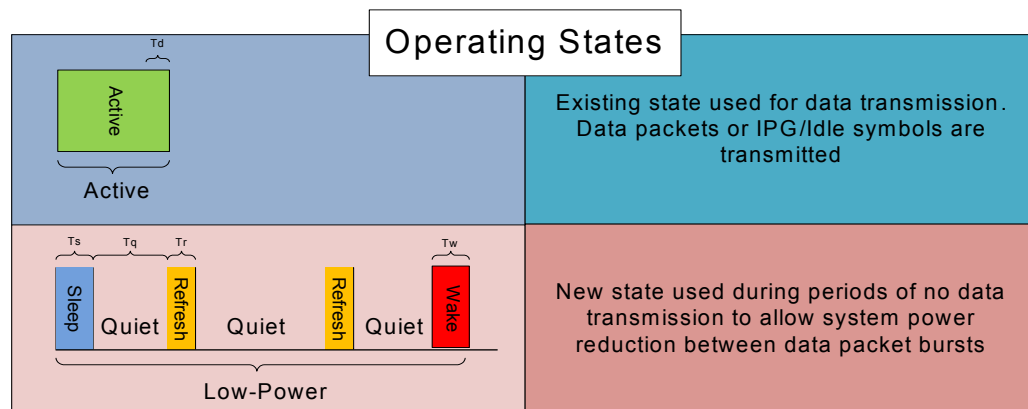 Operating States
Td
Active
Active
Existing state used for data transmission.
Data packets or IPG/Idle symbols are
transmitted
Ts
Tq
Tr
Tw
Sleep
Quiet
Refresh
Quiet
Refresh
Quiet
Wake
Low-Power
New state used during periods of no data
transmission to allow system power
reduction between data packet bursts